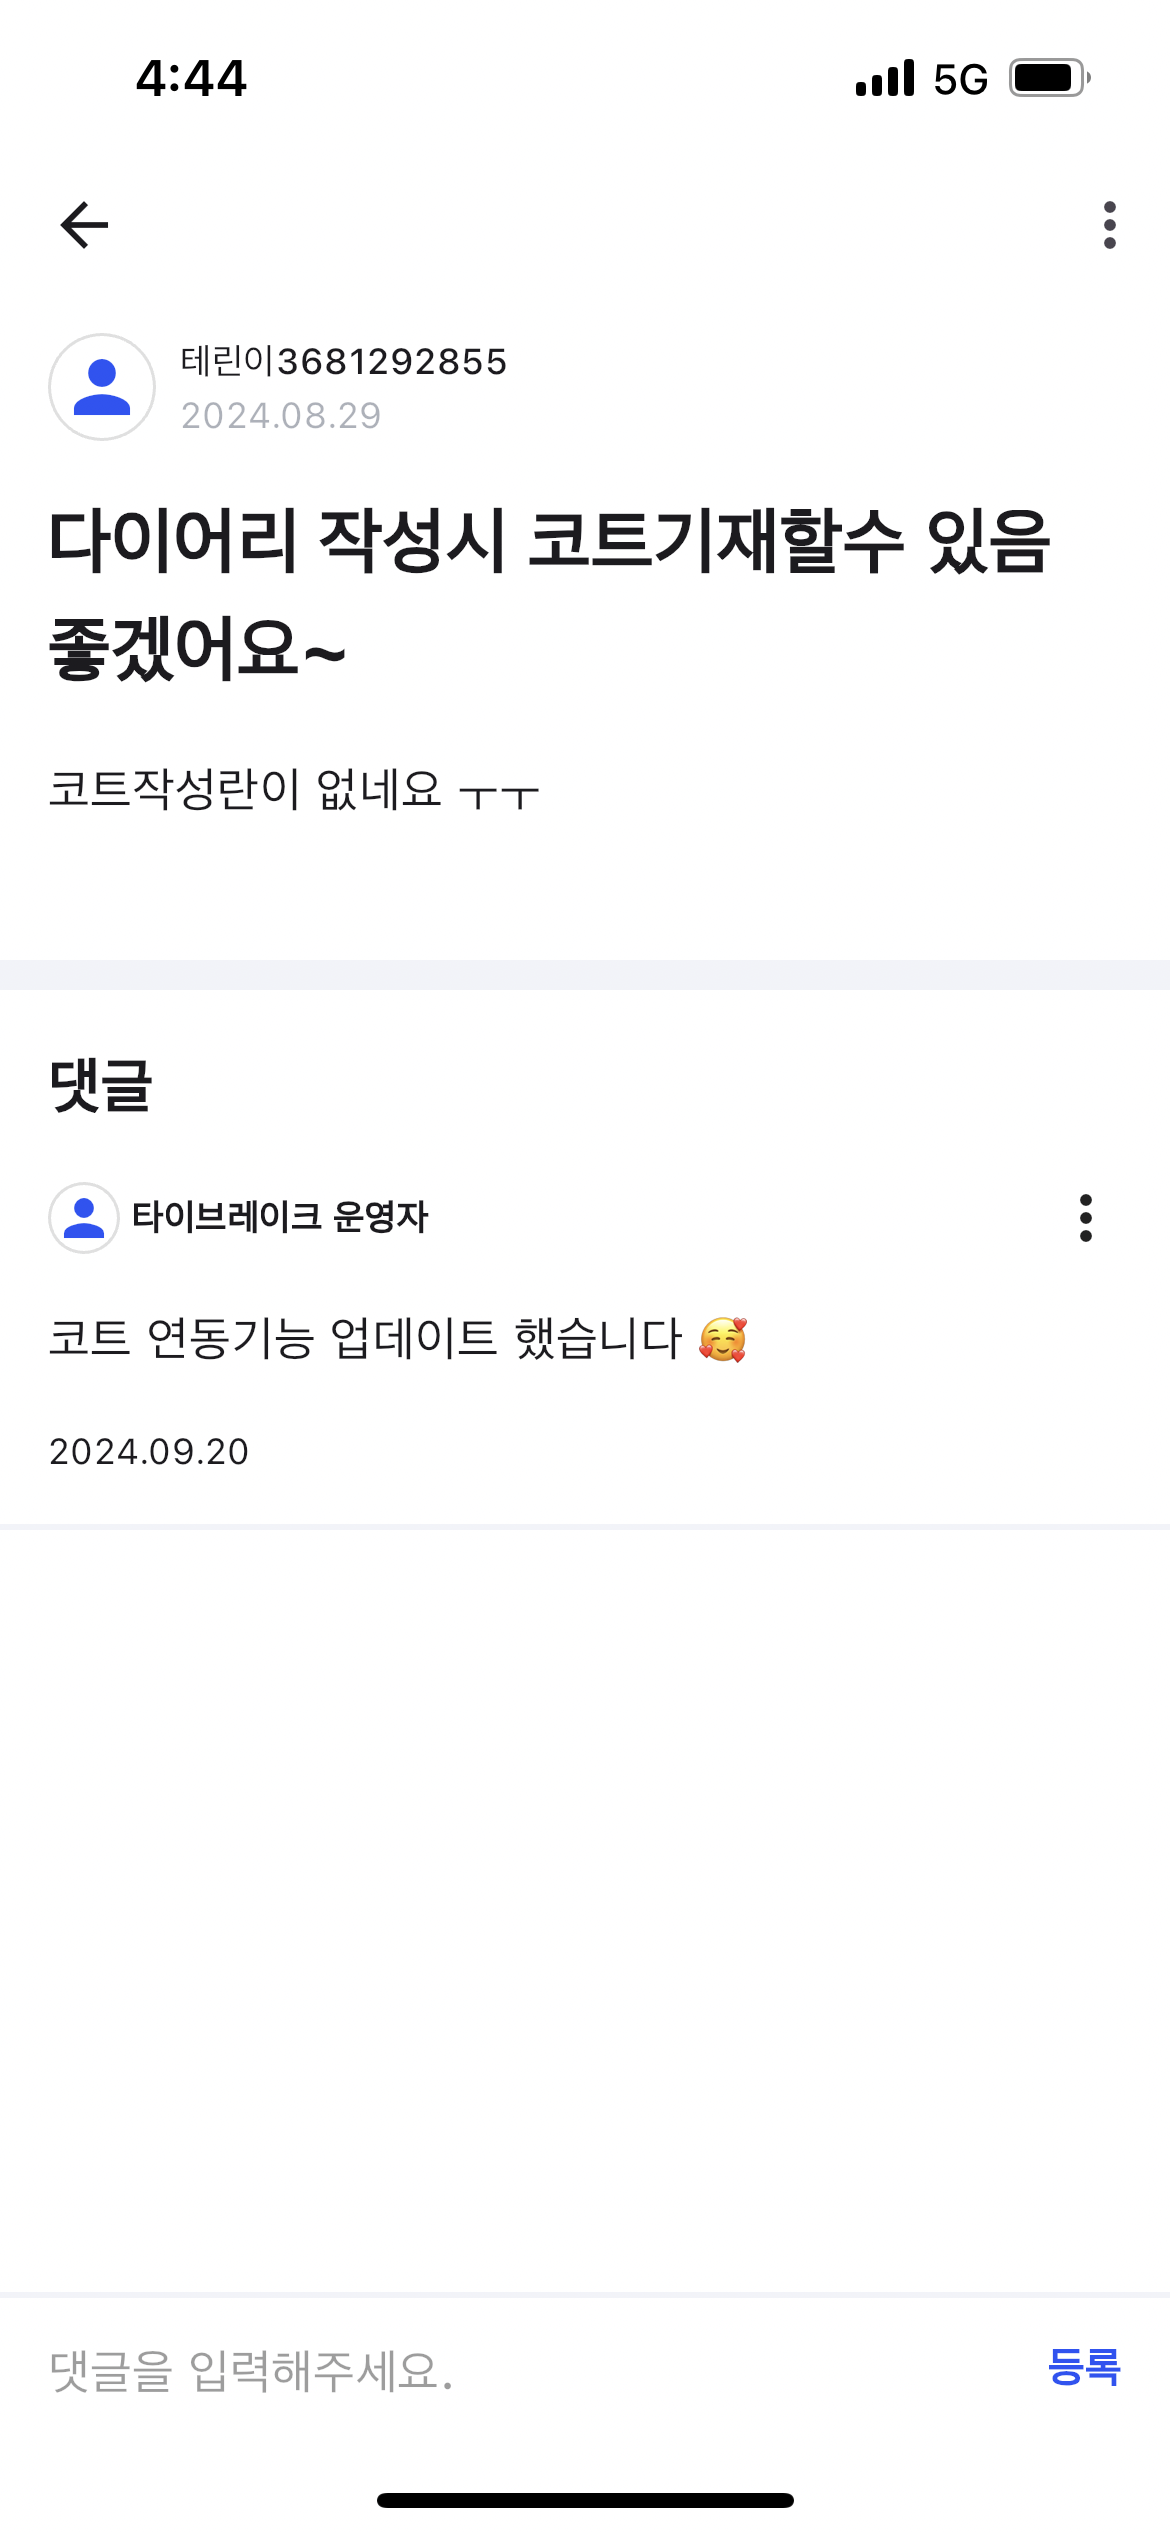 4:44
5G
테린이3681292855
2024.08.29
다이어리 작성시 코트기재할수 있음
좋겠어요~
코트작성란이 없네요 ㅜㅜ
댓글
타이브레이크 운영자
코트 연동기능 업데이트 했습니다 🥰
2024.09.20
댓글을 입력해주세요.
등록